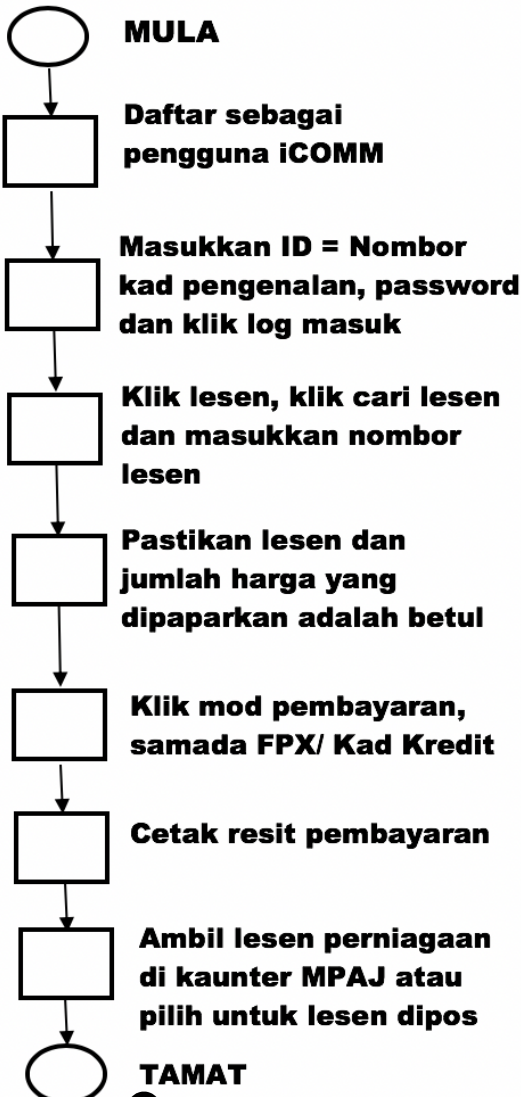 MULA
Daftar sebagai
pengguna iCOMM
Masukkan ID = Nombor
kad pengenalan, password
dan klik log masuk
Klik lesen, klik cari lesen
dan masukkan nombor
lesen
Pastikan lesen dan
jumlah harga yang
dipaparkan adalah betul
Klik mod pembayaran,
samada FPX/ Kad Kredit
Cetak resit pembayaran
Ambil lesen perniagaan
di kaunter MPAJ atau
pilih untuk lesen dipos
TAMAT